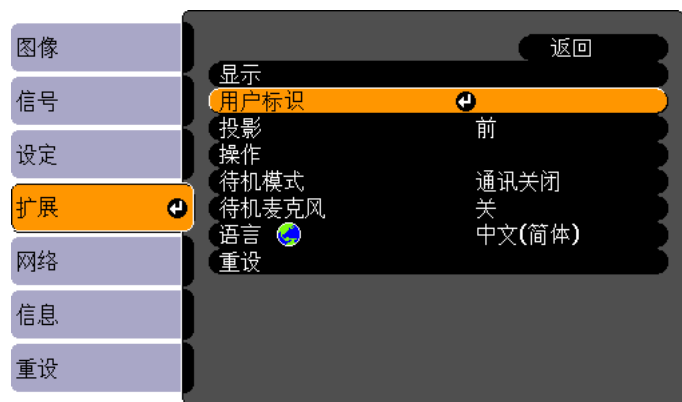 图像
信号
设定
扩展
网络
信息
重设
返回
显示
用户标识
投影 前
操作
待机模式 通讯关闭
待机麦克风 关
语言 中文(简体)
重设